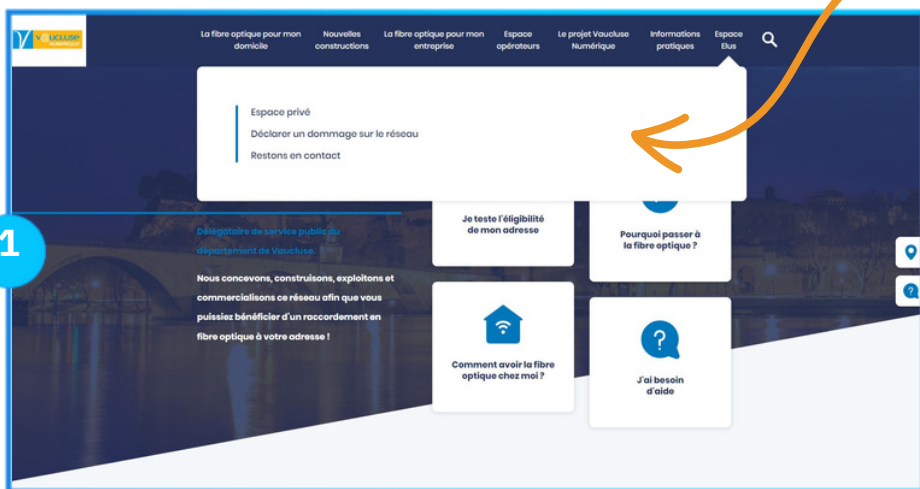 VAUCLUSE
NUMÉRIQUE
La fibre optique pour mon
domicile
Nouvelles
constructions
La fibre optique pour mon
entreprise
Espace
opérateurs
Le projet Vaucluse
Numérique
Informations
pratiques
Espace
Elus
Espace privé
Déclarer un dommage sur le réseau
Restons en contact
1
Délégataire de service public du
département de Vaucluse.
Nous concevons, construisons, exploitons et
commercialisons ce réseau afin que vous
puissiez bénéficier d'un raccordement en
fibre optique à votre adresse !
Je teste l'éligibilité
de mon adresse
Pourquoi passer à
la fibre optique ?
Comment avoir la fibre
optique chez moi ?
?
J'ai besoin
d'aide
?